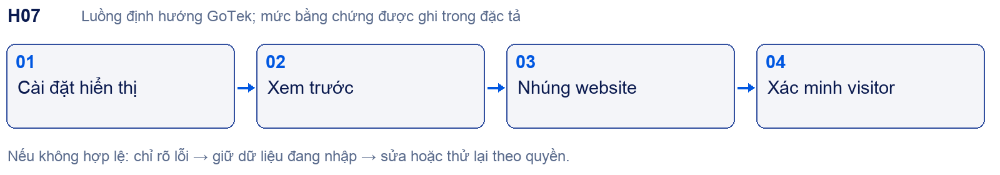 H07 Luồng định hướng GoTek; mức bằng chứng được ghi trong đặc tả
01
Cài đặt hiển thị
02
Xem trước
03
Nhúng website
04
Xác minh visitor
Nếu không hợp lệ: chỉ rõ lỗi → giữ dữ liệu đang nhập → sửa hoặc thử lại theo quyền.